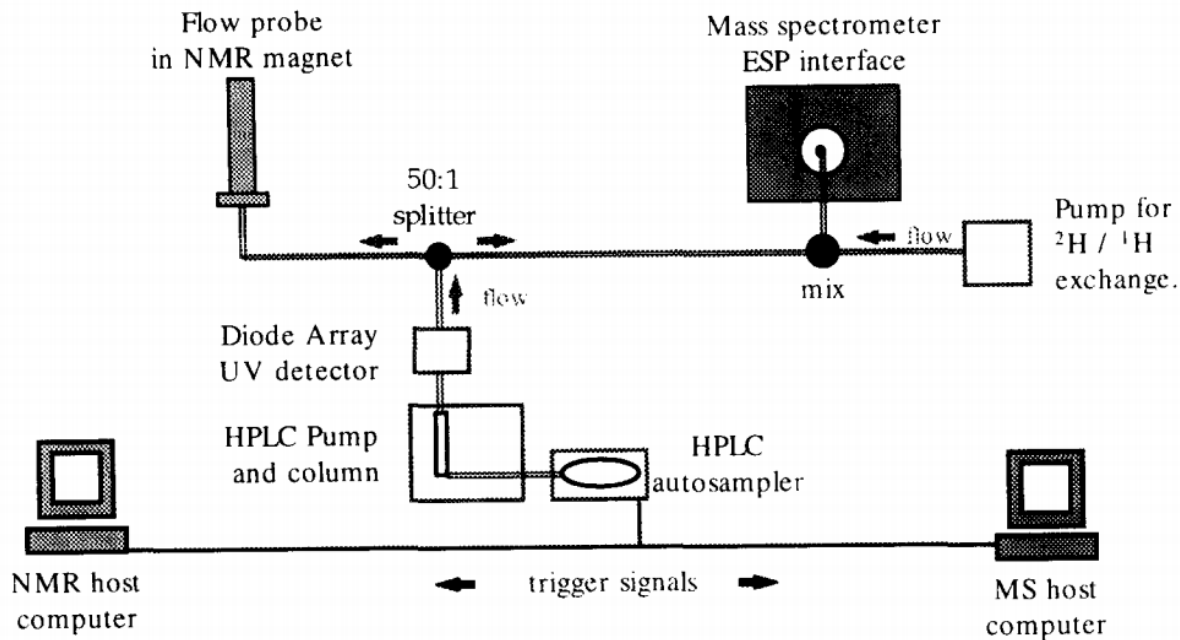 Flow probe
in NMR magnet
Mass spectrometer
ESP interface
50:1
splitter
flow
Pump for
²H / ¹H
exchange.
mix
flow
Diode Array
UV detector
HPLC Pump
and column
HPLC
autosampler
NMR host
computer
trigger signals
MS host
computer